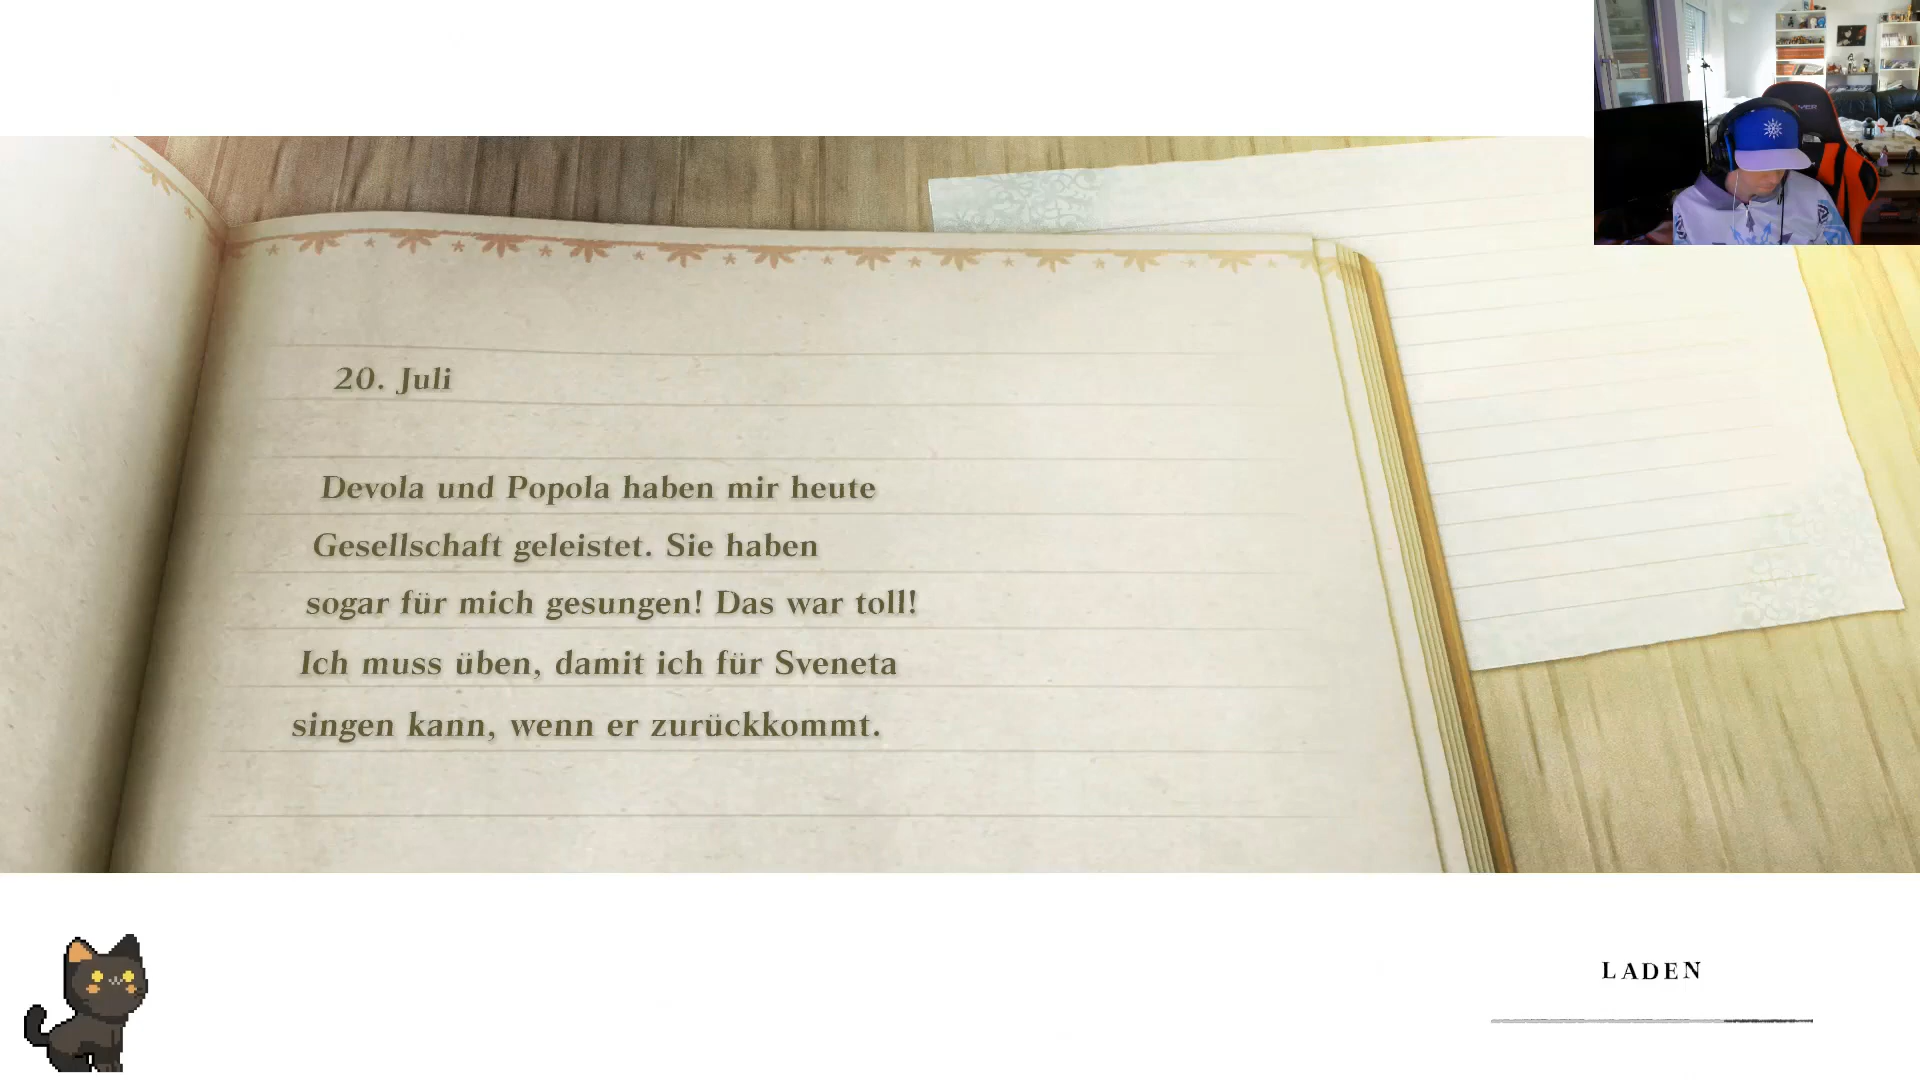 20. Juli
Devola und Popola haben mir heute
Gesellschaft geleistet. Sie haben
sogar für mich gesungen! Das war toll!
Ich muss üben, damit ich für Sveneta
singen kann, wenn er zurückkommt.
LADEN